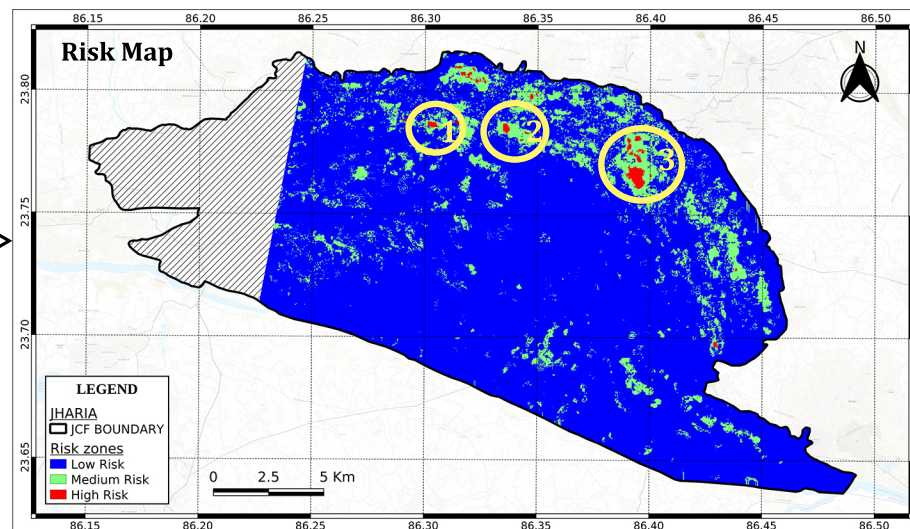 86.15 86.20 86.25 86.30 86.35 86.40 86.45 86.50
Risk Map
N
23.80
1 2 3
23.75
23.70
23.65
LEGEND
JHARIA
JCF BOUNDARY
Risk zones
Low Risk
Medium Risk
High Risk
0 2.5 5 Km
86.15 86.20 86.25 86.30 86.35 86.40 86.45 86.50